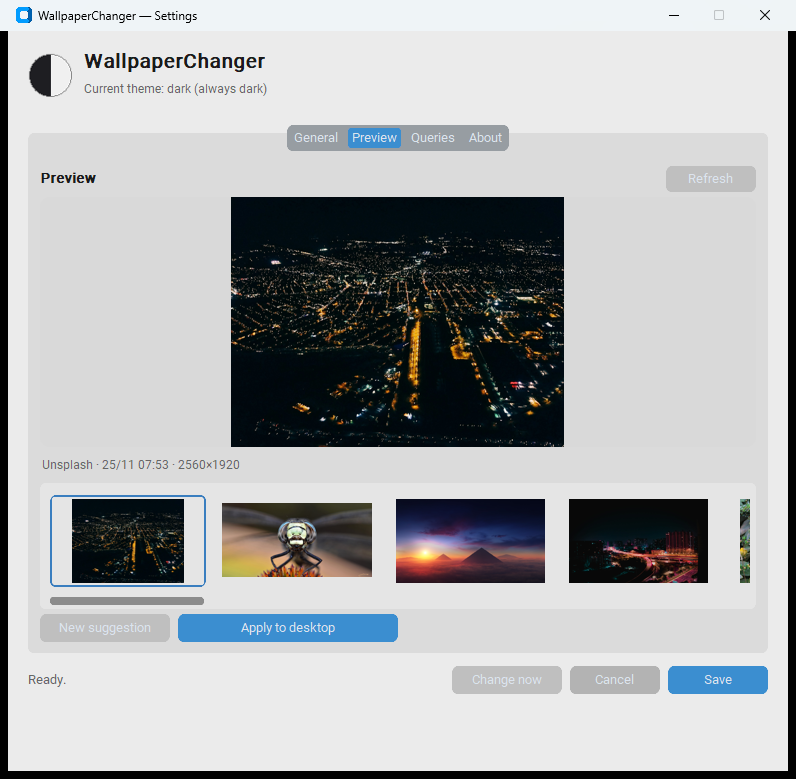 WallpaperChanger — Settings
WallpaperChanger
Current theme: dark (always dark)
General Preview Queries About
Preview
Refresh
Unsplash · 25/11 07:53 · 2560×1920
New suggestion
Apply to desktop
Ready.
Change now
Cancel
Save